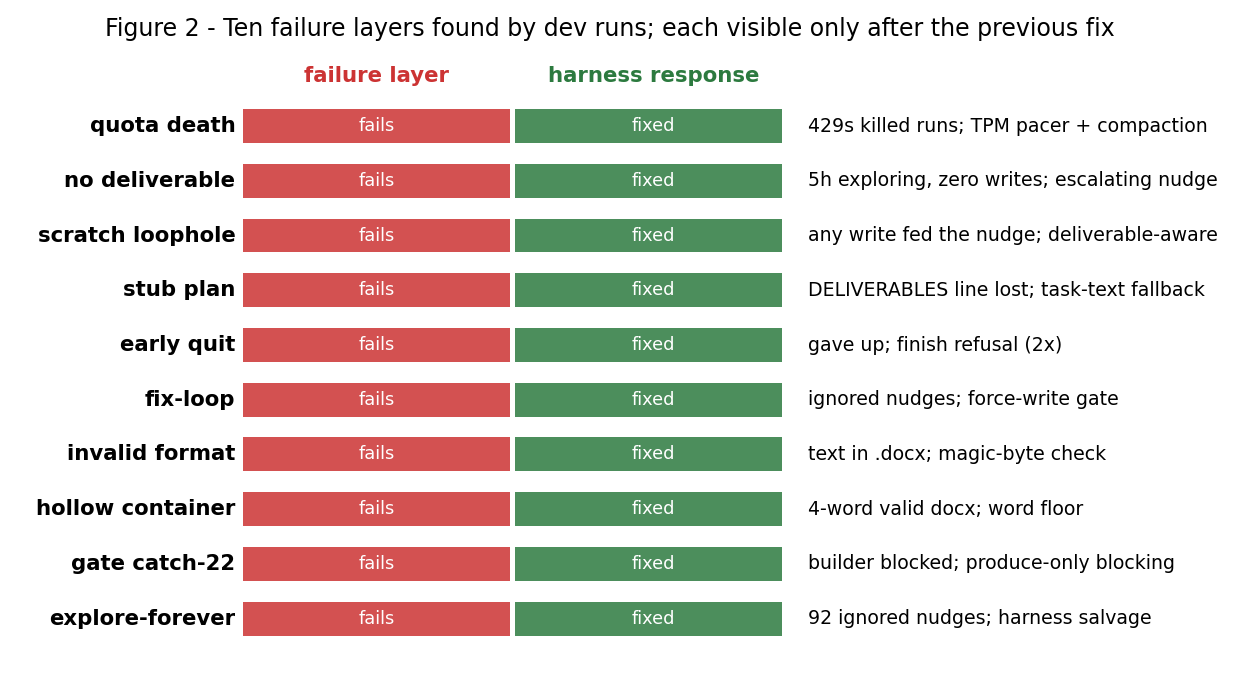 Figure 2 - Ten failure layers found by dev runs; each visible only after the previous fix
failure layer harness response
quota death fails fixed 429s killed runs; TPM pacer + compaction
no deliverable fails fixed 5h exploring, zero writes; escalating nudge
scratch loophole fails fixed any write fed the nudge; deliverable-aware
stub plan fails fixed DELIVERABLES line lost; task-text fallback
early quit fails fixed gave up; finish refusal (2x)
fix-loop fails fixed ignored nudges; force-write gate
invalid format fails fixed text in .docx; magic-byte check
hollow container fails fixed 4-word valid docx; word floor
gate catch-22 fails fixed builder blocked; produce-only blocking
explore-forever fails fixed 92 ignored nudges; harness salvage